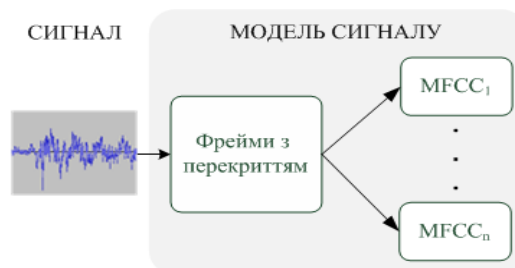 СИГНАЛ
МОДЕЛЬ СИГНАЛУ
MFCC₁
Фрейми з
перекриттям
MFCCₙ